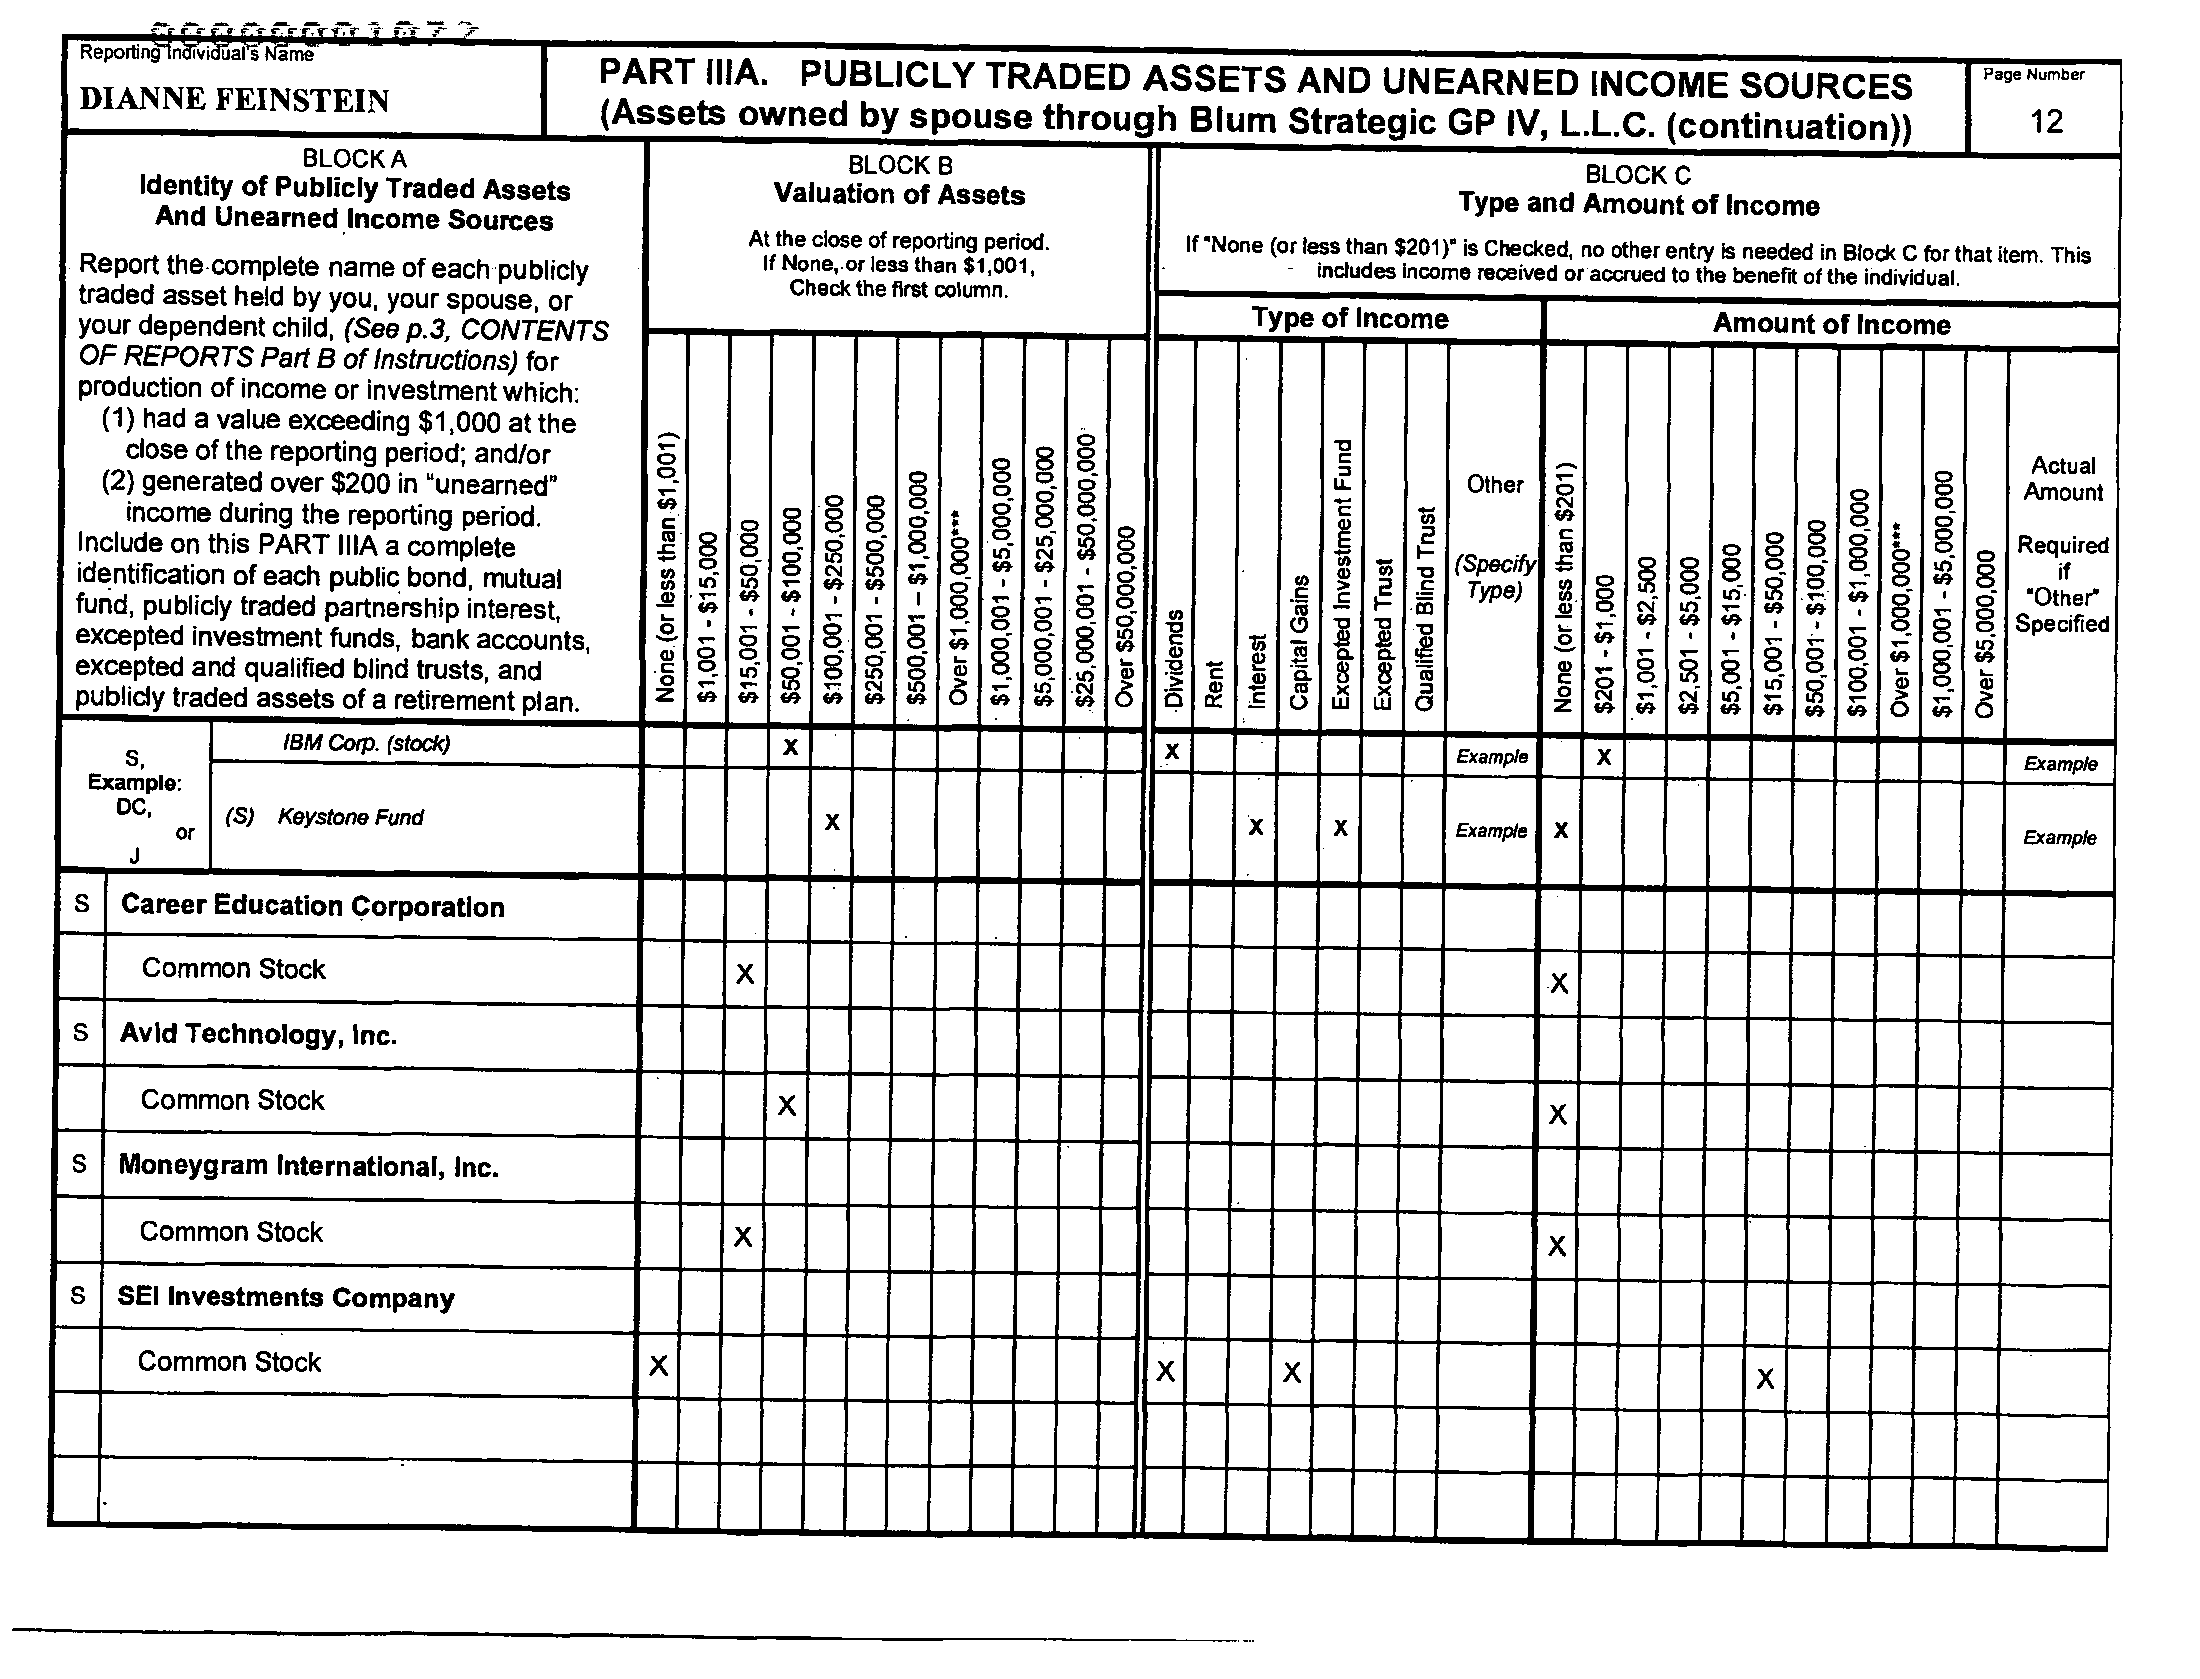 0000001072
Reporting Individual's Name
DIANNE FEINSTEIN
PART IIIA. PUBLICLY TRADED ASSETS AND UNEARNED INCOME SOURCES
(Assets owned by spouse through Blum Strategic GP IV, L.L.C. (continuation))
Page Number
12
BLOCK A
Identity of Publicly Traded Assets
And Unearned Income Sources
Report the complete name of each publicly
traded asset held by you, your spouse, or
your dependent child, (See p.3, CONTENTS
OF REPORTS Part B of Instructions) for
production of income or investment which:
(1) had a value exceeding $1,000 at the
close of the reporting period; and/or
(2) generated over $200 in "unearned"
income during the reporting period.
Include on this PART IIIA a complete
identification of each public bond, mutual
fund, publicly traded partnership interest,
excepted investment funds, bank accounts,
excepted and qualified blind trusts, and
publicly traded assets of a retirement plan.
BLOCK B
Valuation of Assets
At the close of reporting period.
If None, or less than $1,001,
Check the first column.
None (or less than $1,001)
$1,001 - $15,000
$15,001 - $50,000
$50,001 - $100,000
$100,001 - $250,000
$250,001 - $500,000
$500,001 – $1,000,000
Over $1,000,000***
$1,000,001 - $5,000,000
$5,000,001 - $25,000,000
$25,000,001 - $50,000,000
Over $50,000,000
BLOCK C
Type and Amount of Income
If "None (or less than $201)" is Checked, no other entry is needed in Block C for that item. This
includes income received or accrued to the benefit of the individual.
Type of Income
Amount of Income
Dividends
Rent
Interest
Capital Gains
Excepted Investment Fund
Excepted Trust
Qualified Blind Trust
Other
(Specify
Type)
None (or less than $201)
$201 - $1,000
$1,001 - $2,500
$2,501 - $5,000
$5,001 - $15,000
$15,001 - $50,000
$50,001 - $100,000
$100,001 - $1,000,000
Over $1,000,000***
$1,000,001 - $5,000,000
Over $5,000,000
Actual
Amount
Required
if
"Other"
Specified
S,
Example:
DC,
or
J
IBM Corp. (stock) X X Example X Example
(S) Keystone Fund X X X Example X Example
S Career Education Corporation
Common Stock X X
S Avid Technology, Inc.
Common Stock X X
S Moneygram International, Inc.
Common Stock X X
S SEI Investments Company
Common Stock X X X X